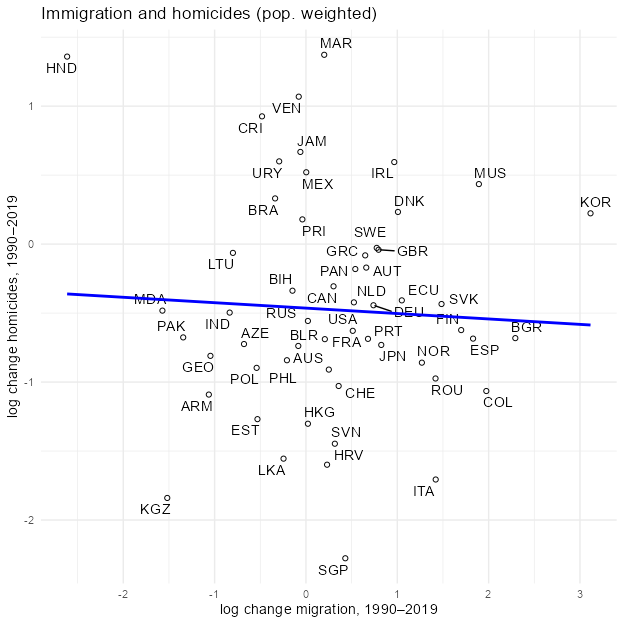 Immigration and homicides (pop. weighted)
MAR
HND
VEN
1
CRI
JAM
URY
IRL
MUS
MEX
KOR
BRA
DNK
PRI
SWE
0
GRC
GBR
LTU
PAN
AUT
BIH
NLD
ECU
MDA
CAN
SVK
RUS
DEU
PAK
IND
USA
FIN
BGR
AZE
BLR
FRA
PRT
GEO
AUS
JPN
NOR
ESP
POL
PHL
-1
CHE
ROU
ARM
COL
HKG
EST
SVN
HRV
LKA
ITA
KGZ
-2
SGP
-2 -1 0 1 2 3
log change migration, 1990–2019
log change homicides, 1990–2019